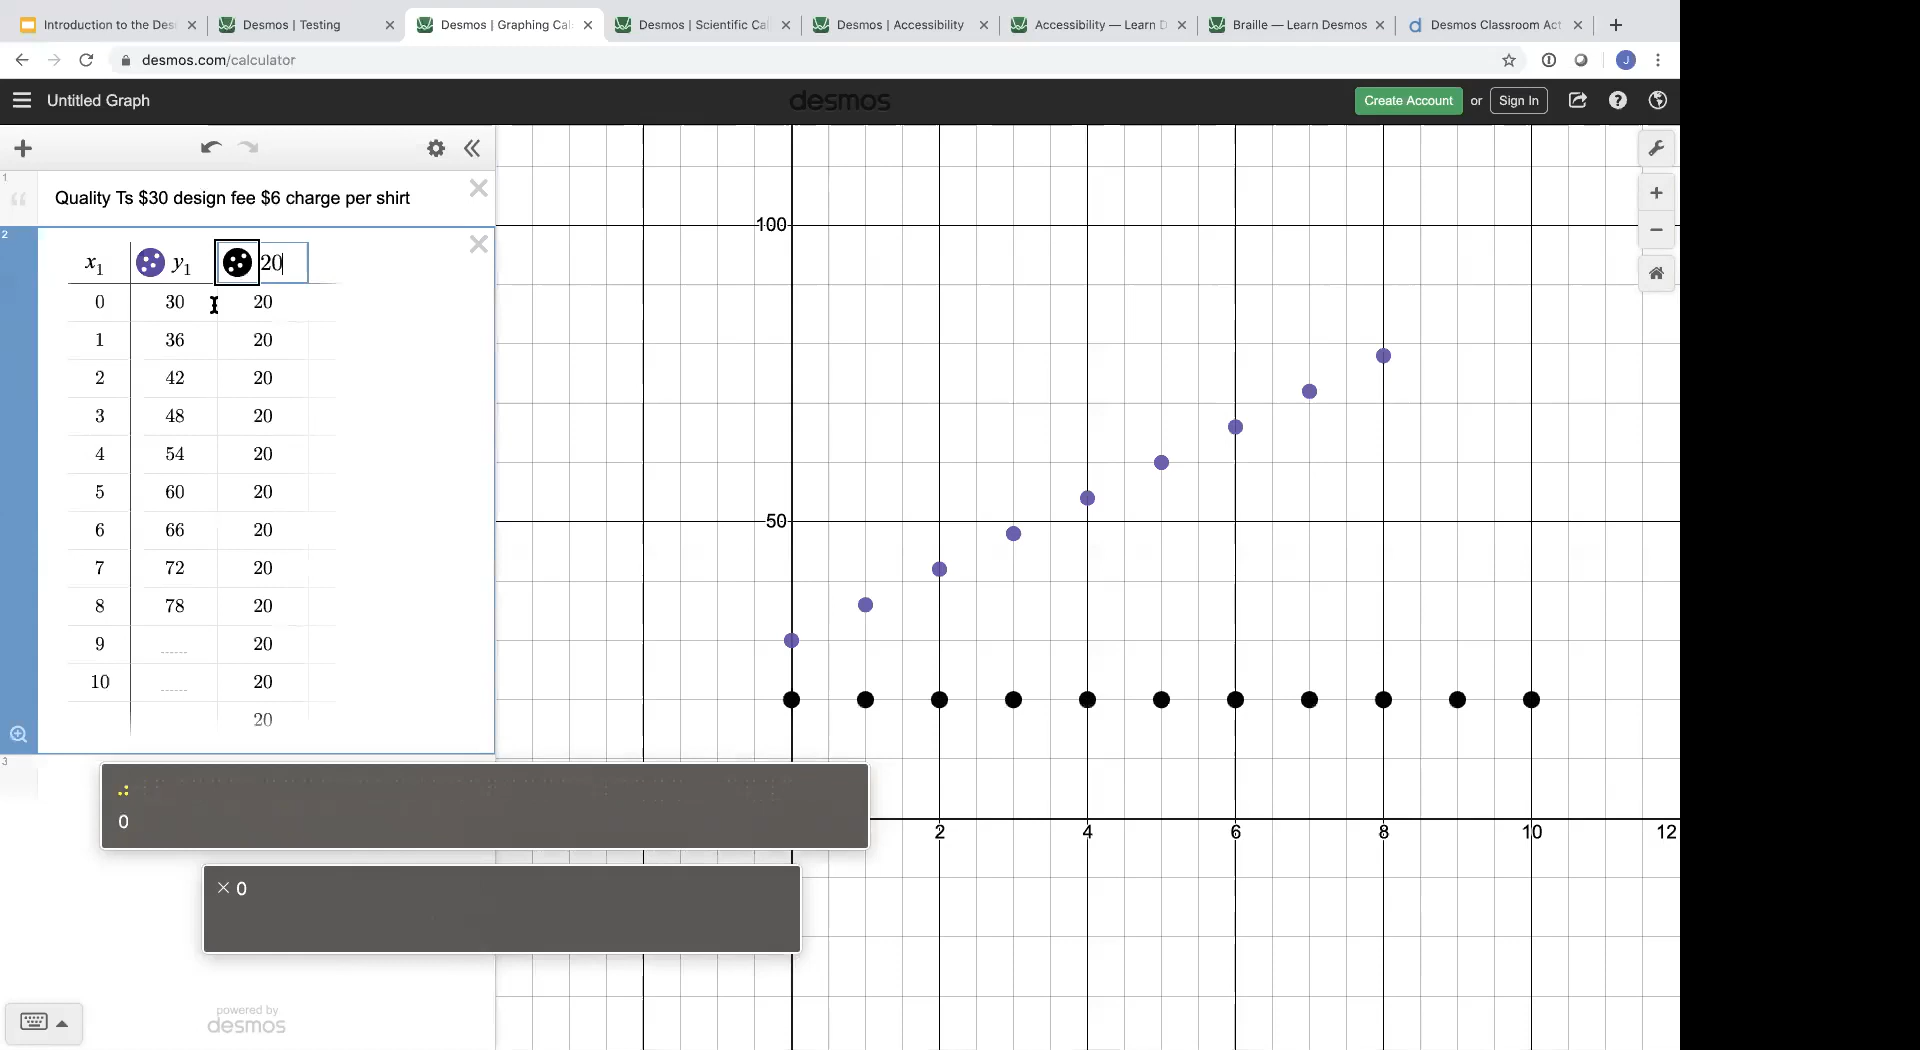 Introduction to the Des
Desmos | Testing
Desmos | Graphing Cal
Desmos | Scientific Cal
Desmos | Accessibility
Accessibility — Learn D
Braille — Learn Desmos
Desmos Classroom Act
desmos.com/calculator
J
Untitled Graph
desmos
Create Account or Sign In
1
Quality Ts $30 design fee $6 charge per shirt
2
x1 y1 20
0 30 20
1 36 20
2 42 20
3 48 20
4 54 20
5 60 20
6 66 20
7 72 20
8 78 20
9 20
10 20
20
3
100
50
2 4 6 8 10 12
0
× 0
powered by
desmos